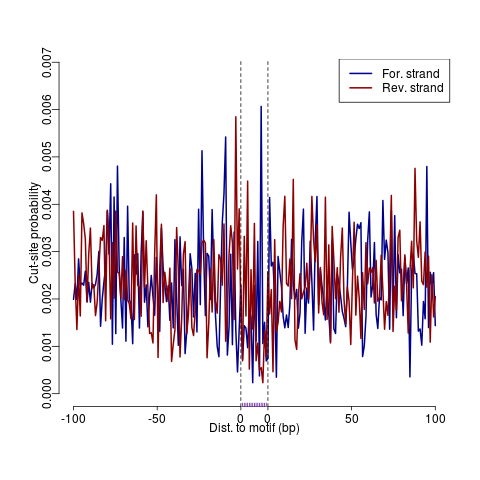 0.007
0.006
0.005
0.004
0.003
0.002
0.001
0.000
Cut-site probability
For. strand
Rev. strand
-100 -50 0 0 50 100
Dist. to motif (bp)